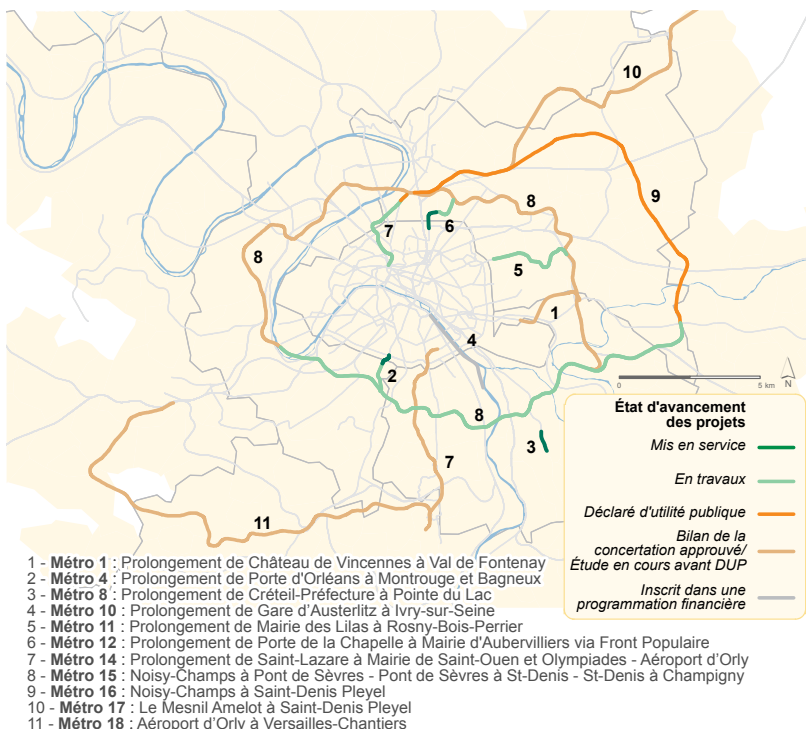 10
9
8
7
6
8
5
1
4
2
8
7
3
11
0
5 km
N
État d'avancement
des projets
Mis en service
En travaux
Déclaré d'utilité publique
Bilan de la
concertation approuvé/
Étude en cours avant DUP
Inscrit dans une
programmation financière
1 - Métro 1 : Prolongement de Château de Vincennes à Val de Fontenay
2 - Métro 4 : Prolongement de Porte d'Orléans à Montrouge et Bagneux
3 - Métro 8 : Prolongement de Créteil-Préfecture à Pointe du Lac
4 - Métro 10 : Prolongement de Gare d'Austerlitz à Ivry-sur-Seine
5 - Métro 11 : Prolongement de Mairie des Lilas à Rosny-Bois-Perrier
6 - Métro 12 : Prolongement de Porte de la Chapelle à Mairie d'Aubervilliers via Front Populaire
7 - Métro 14 : Prolongement de Saint-Lazare à Mairie de Saint-Ouen et Olympiades - Aéroport d'Orly
8 - Métro 15 : Noisy-Champs à Pont de Sèvres - Pont de Sèvres à St-Denis - St-Denis à Champigny
9 - Métro 16 : Noisy-Champs à Saint-Denis Pleyel
10 - Métro 17 : Le Mesnil Amelot à Saint-Denis Pleyel
11 - Métro 18 : Aéroport d'Orly à Versailles-Chantiers